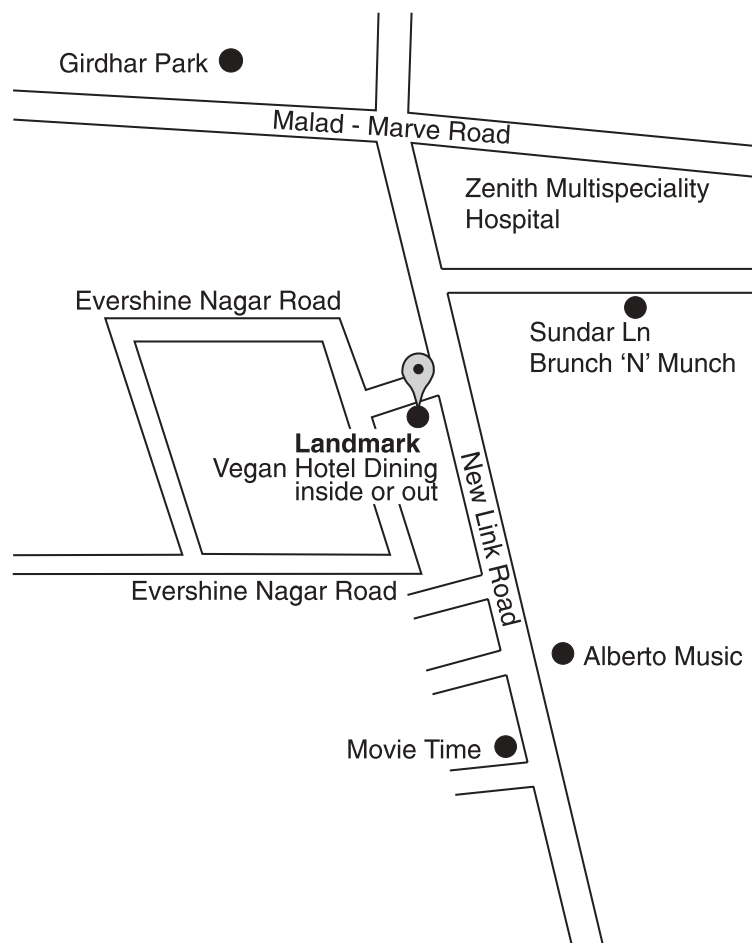 Girdhar Park
Malad - Marve Road
Zenith Multispeciality
Hospital
Evershine Nagar Road
Sundar Ln
Brunch ‘N’ Munch
Landmark
Vegan Hotel Dining
inside or out
New Link Road
Evershine Nagar Road
Alberto Music
Movie Time